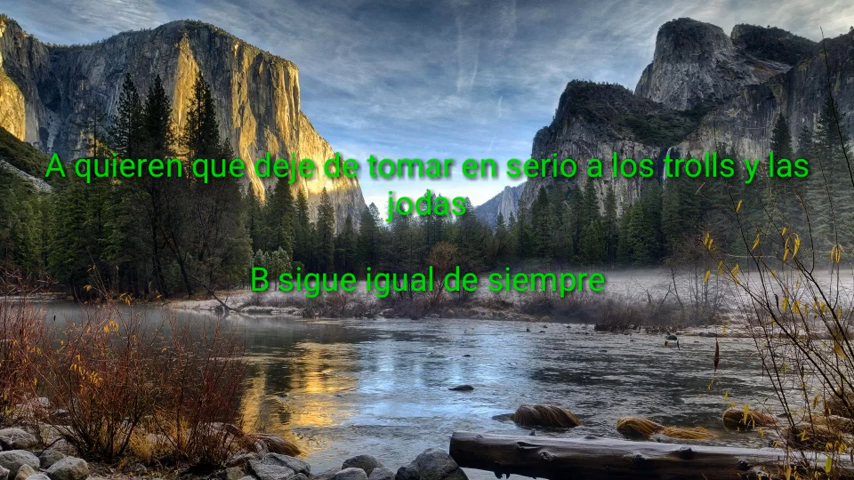 A quieren que deje de tomar en serio a los trolls y las
jodas
B sigue igual de siempre